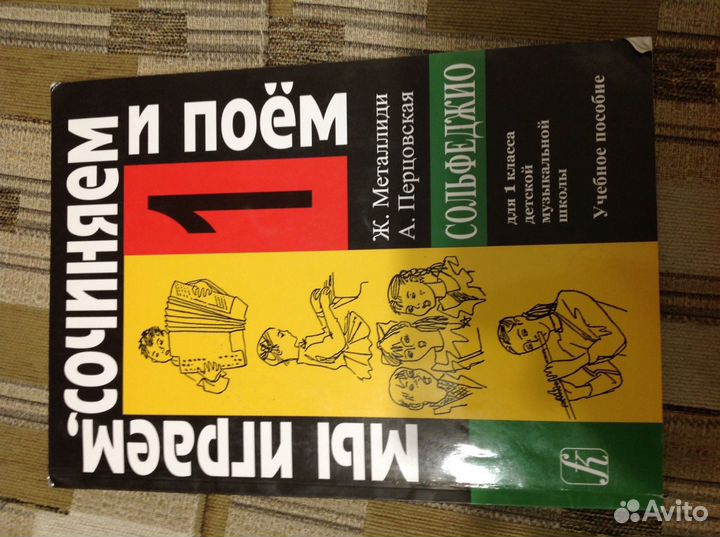 мы играем,
сочиняем
и поём
1
Ж. Металлиди
А. Перцовская
СОЛЬФЕДЖИО
для 1 класса
детской
музыкальной
школы
Учебное пособие
К
Avito